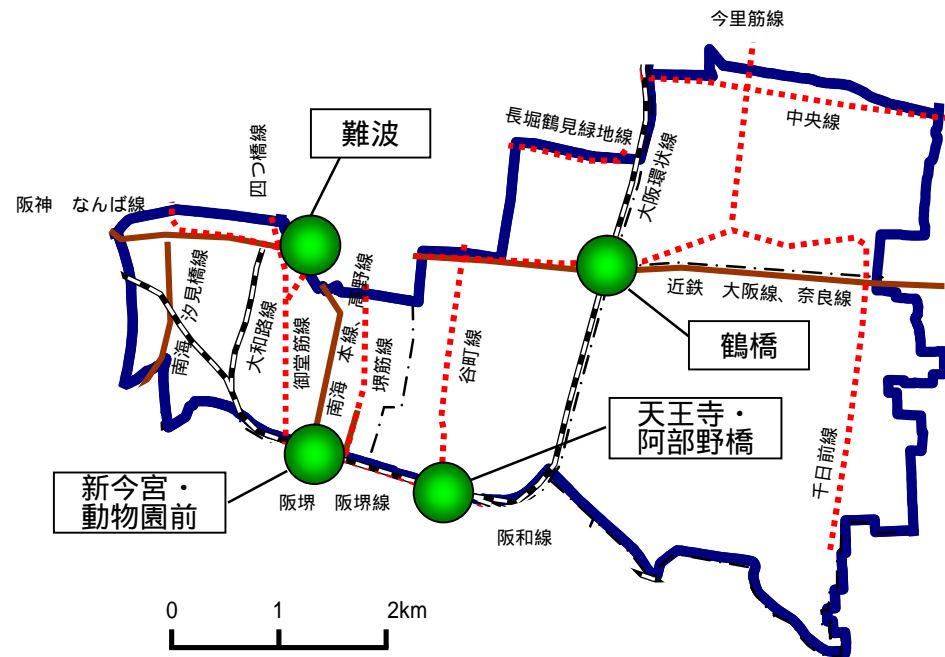 今里筋線
中央線
長堀鶴見緑地線
大阪環状線
難波
四つ橋線
阪神 なんば線
南海 汐見橋線
大和路線
御堂筋線
南海 本線、高野線
堺筋線
谷町線
近鉄 大阪線、奈良線
鶴橋
天王寺・
阿部野橋
千日前線
新今宮・
動物園前
阪堺 阪堺線
阪和線
0 1 2km